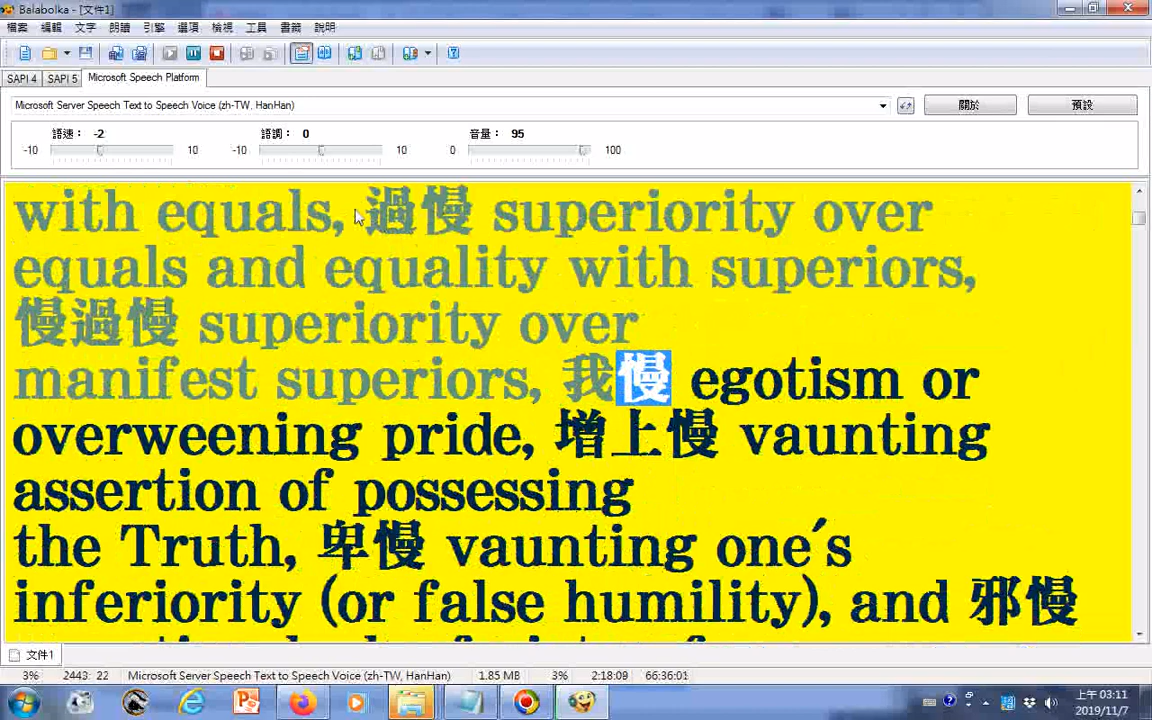 Balabolka - [文件1]
檔案 編輯 文字 朗讀 引擎 選項 檢視 工具 書籤 說明
SAPI 4 SAPI 5 Microsoft Speech Platform
Microsoft Server Speech Text to Speech Voice (zh-TW, HanHan) 關於 預設
語速： -2 語調： 0 音量： 95
-10 10 -10 10 0 100
with equals, 過慢 superiority over
equals and equality with superiors,
慢過慢 superiority over
manifest superiors, 我慢 egotism or
overweening pride, 增上慢 vaunting
assertion of possessing
the Truth, 卑慢 vaunting one's
inferiority (or false humility), and 邪慢
文件1
3% 2443: 22 Microsoft Server Speech Text to Speech Voice (zh-TW, HanHan) 1.85 MB 3% 2:18:09 66:36:01
上午 03:11
2019/11/7